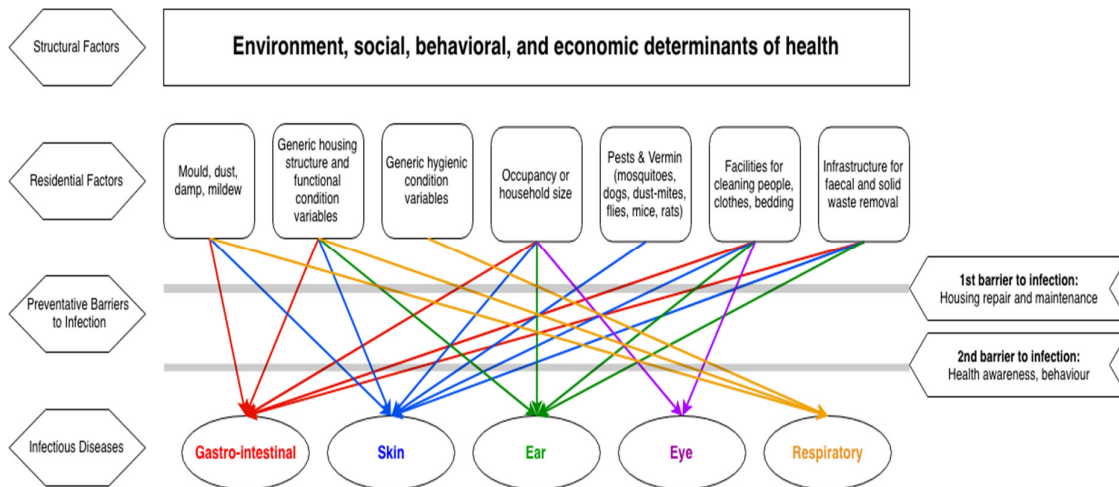 Structural Factors
Environment, social, behavioral, and economic determinants of health
Residential Factors
Mould, dust,
damp, mildew
Generic housing
structure and
functional
condition
variables
Generic hygienic
condition
variables
Occupancy or
household size
Pests & Vermin
(mosquitoes,
dogs, dust-mites,
flies, mice, rats)
Facilities for
cleaning people,
clothes, bedding
Infrastructure for
faecal and solid
waste removal
Preventative Barriers
to Infection
1st barrier to infection:
Housing repair and maintenance
2nd barrier to infection:
Health awareness, behaviour
Infectious Diseases
Gastro-intestinal
Skin
Ear
Eye
Respiratory